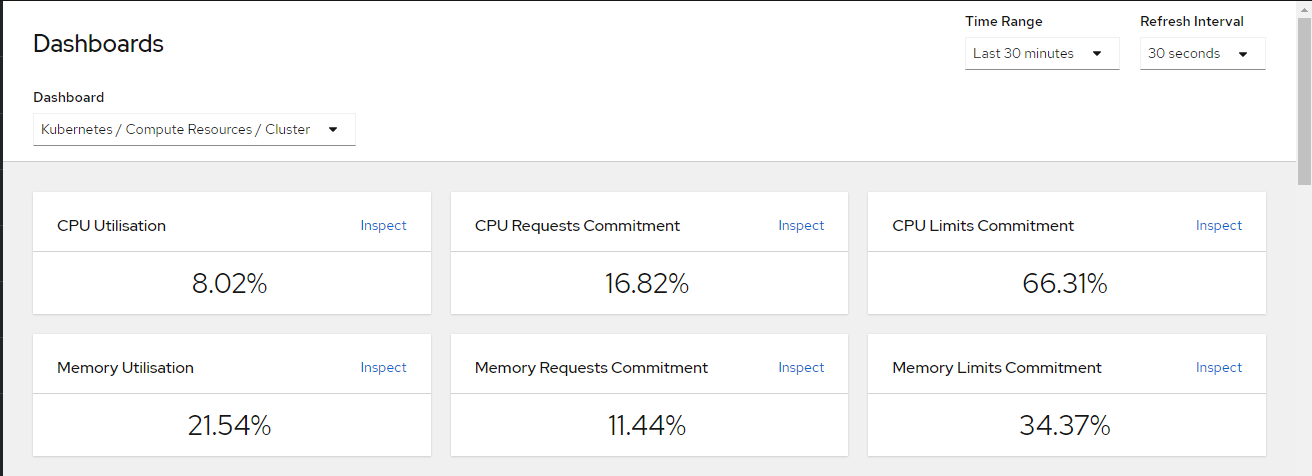 Dashboards
Time Range
Refresh Interval
Last 30 minutes
30 seconds
Dashboard
Kubernetes / Compute Resources / Cluster
CPU Utilisation Inspect
8.02%
CPU Requests Commitment Inspect
16.82%
CPU Limits Commitment Inspect
66.31%
Memory Utilisation Inspect
21.54%
Memory Requests Commitment Inspect
11.44%
Memory Limits Commitment Inspect
34.37%